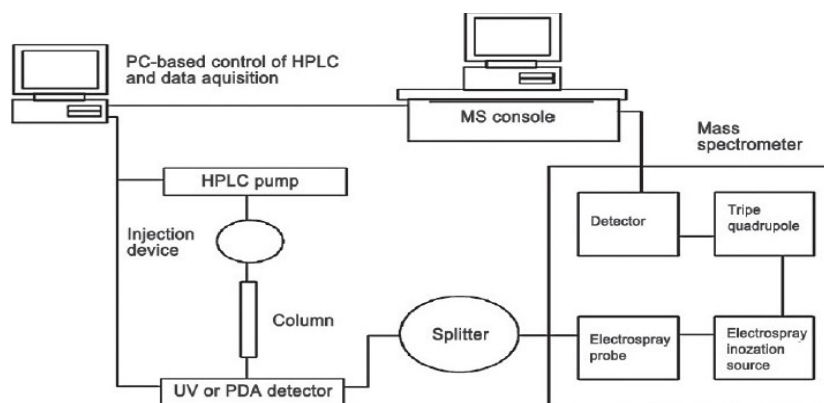 PC-based control of HPLC
and data aquisition
MS console
Mass
spectrometer
HPLC pump
Injection
device
Column
UV or PDA detector
Splitter
Detector
Tripe
quadrupole
Electrospray
probe
Electrospray
inozation
source